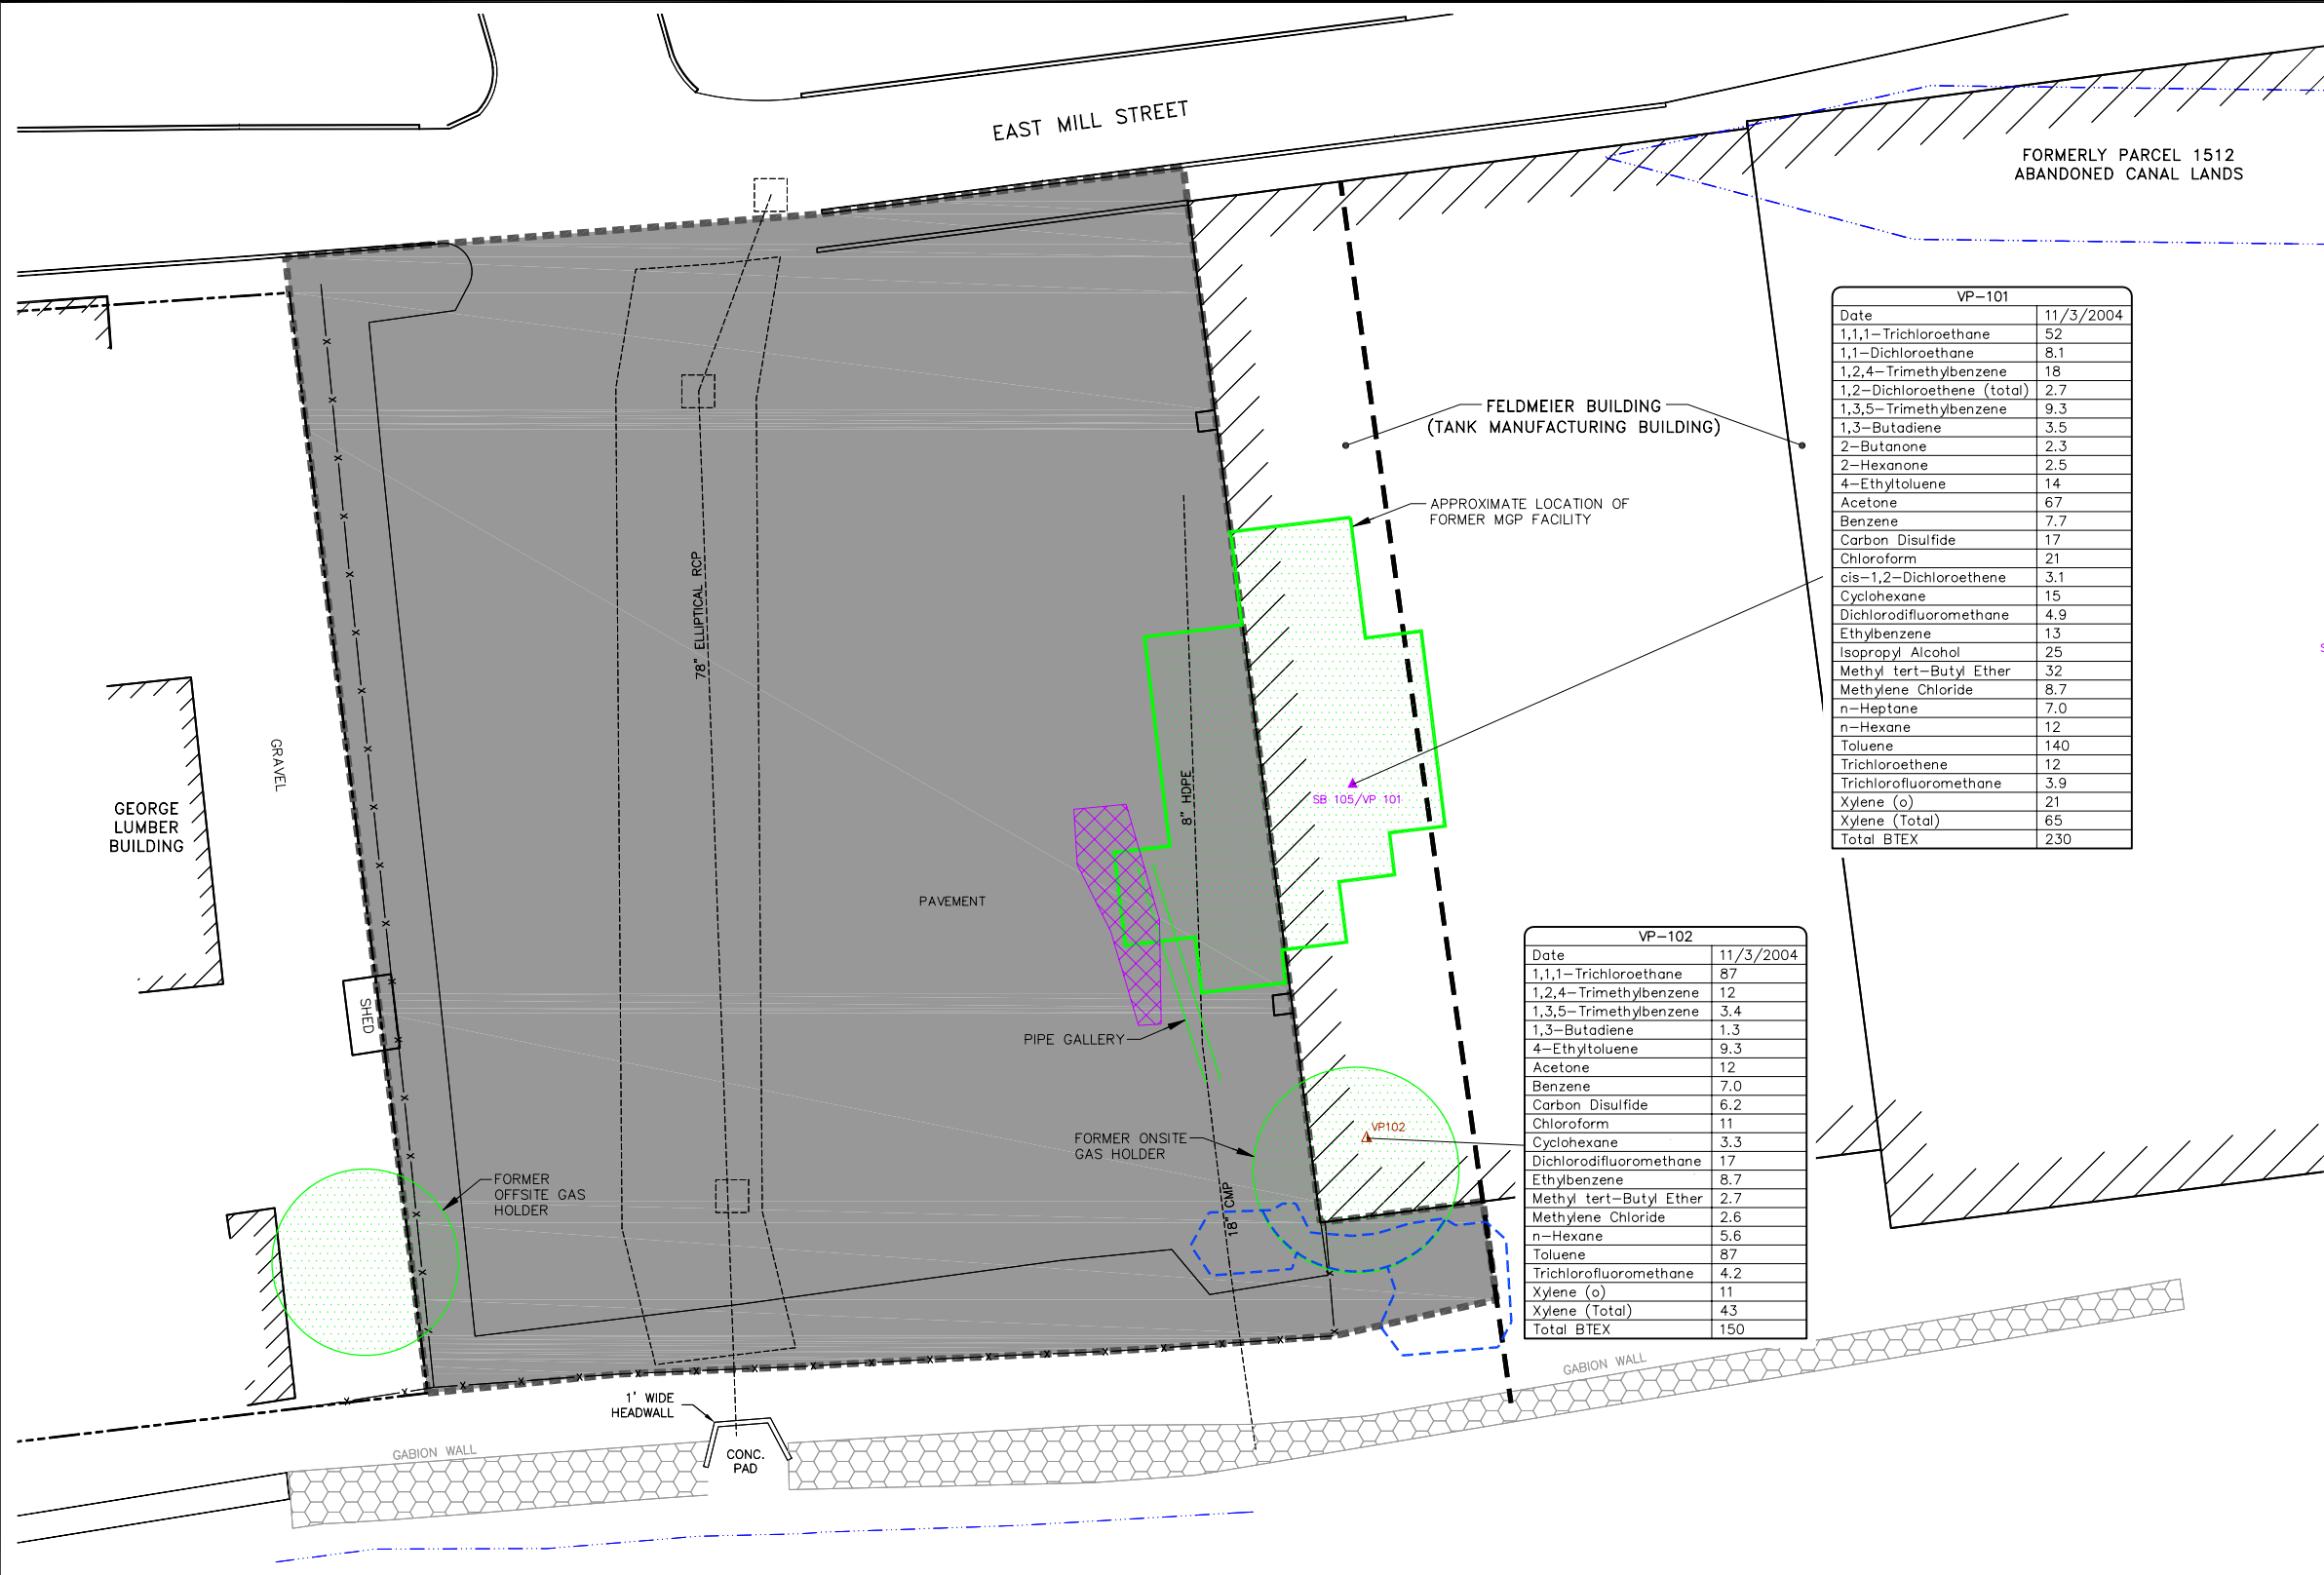 EAST MILL STREET
FORMERLY PARCEL 1512
ABANDONED CANAL LANDS
VP-101
Date 11/3/2004
1,1,1-Trichloroethane 52
1,1-Dichloroethane 8.1
1,2,4-Trimethylbenzene 18
1,2-Dichloroethene (total) 2.7
1,3,5-Trimethylbenzene 9.3
1,3-Butadiene 3.5
2-Butanone 2.3
2-Hexanone 2.5
4-Ethyltoluene 14
Acetone 67
Benzene 7.7
Carbon Disulfide 17
Chloroform 21
cis-1,2-Dichloroethene 3.1
Cyclohexane 15
Dichlorodifluoromethane 4.9
Ethylbenzene 13
Isopropyl Alcohol 25
Methyl tert-Butyl Ether 32
Methylene Chloride 8.7
n-Heptane 7.0
n-Hexane 12
Toluene 140
Trichloroethene 12
Trichlorofluoromethane 3.9
Xylene (o) 21
Xylene (Total) 65
Total BTEX 230
FELDMEIER BUILDING
(TANK MANUFACTURING BUILDING)
APPROXIMATE LOCATION OF
FORMER MGP FACILITY
78" ELLIPTICAL RCP
GRAVEL
8" HDPE
SB 105/VP 101
GEORGE
LUMBER
BUILDING
PAVEMENT
SHED
PIPE GALLERY
VP-102
Date 11/3/2004
1,1,1-Trichloroethane 87
1,2,4-Trimethylbenzene 12
1,3,5-Trimethylbenzene 3.4
1,3-Butadiene 1.3
4-Ethyltoluene 9.3
Acetone 12
Benzene 7.0
Carbon Disulfide 6.2
Chloroform 11
Cyclohexane 3.3
Dichlorodifluoromethane 17
Ethylbenzene 8.7
Methyl tert-Butyl Ether 2.7
Methylene Chloride 2.6
n-Hexane 5.6
Toluene 87
Trichlorofluoromethane 4.2
Xylene (o) 11
Xylene (Total) 43
Total BTEX 150
VP102
FORMER ONSITE
GAS HOLDER
FORMER
OFFSITE GAS
HOLDER
18" CMP
GABION WALL
1' WIDE
HEADWALL
GABION WALL
CONC.
PAD